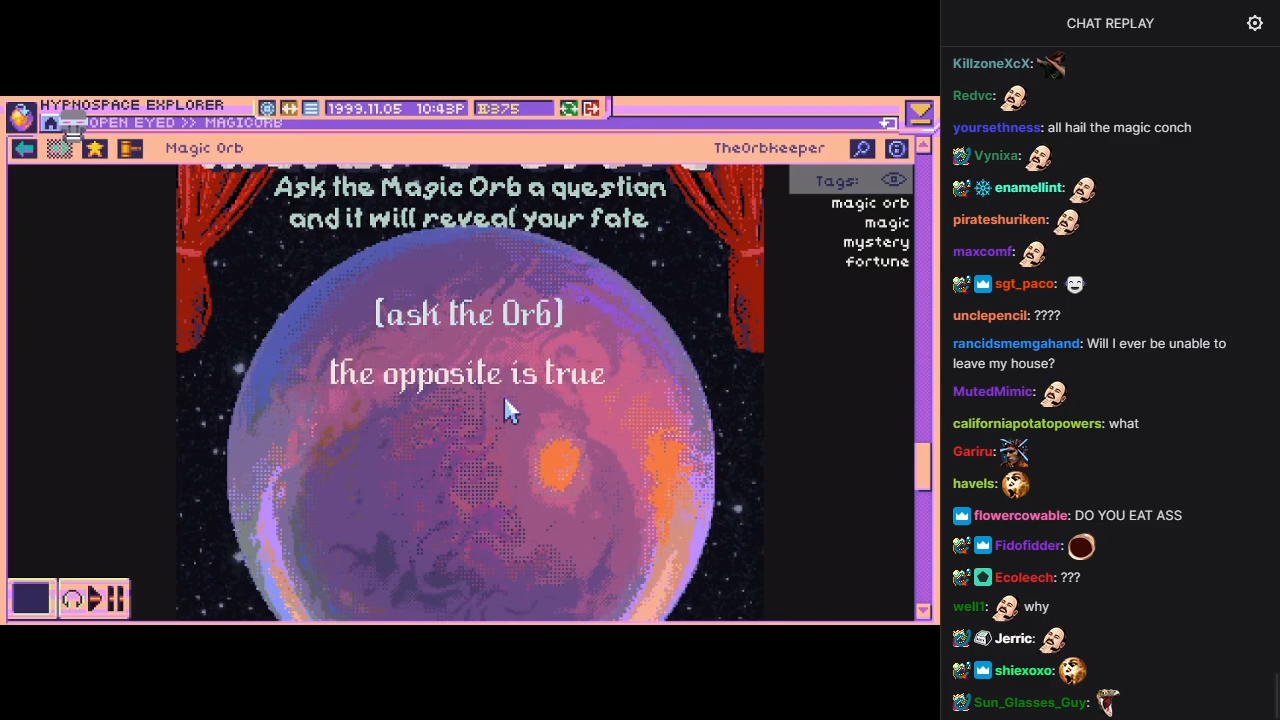 HYPNOSPACE EXPLORER
1999.11.05 10:43P
375
OPEN EYED >> MAGICORB
Magic Orb
TheOrbKeeper
Ask the Magic Orb a question
and it will reveal your fate
Tags:
magic orb
magic
mystery
fortune
[ask the Orb]
the opposite is true
CHAT REPLAY
KillzoneXcX:
Redvc:
yoursethness: all hail the magic conch
Vynixa:
enamellint:
pirateshuriken:
maxcomf:
sgt_paco:
unclepencil: ????
rancidsmemgahand: Will I ever be unable to
leave my house?
MutedMimic:
californiapotatopowers: what
Gariru:
havels:
flowercowable: DO YOU EAT ASS
Fidofidder:
Ecoleech: ???
well1: why
Jerric:
shiexoxo:
Sun_Glasses_Guy: